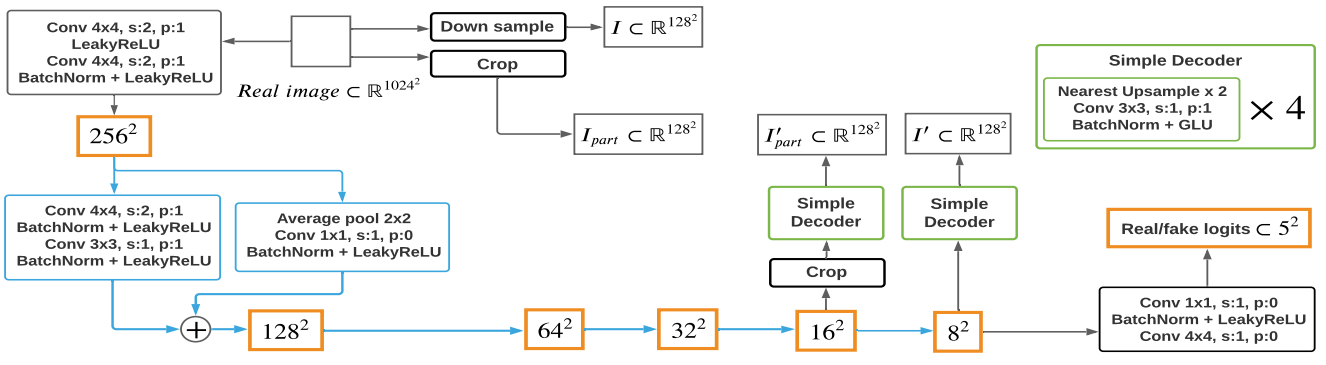 Conv 4x4, s:2, p:1
LeakyReLU
Conv 4x4, s:2, p:1
BatchNorm + LeakyReLU
Real image ⊂ ℝ^1024²
Down sample
I ⊂ ℝ^128²
Crop
I_part ⊂ ℝ^128²
256²
Conv 4x4, s:2, p:1
BatchNorm + LeakyReLU
Conv 3x3, s:1, p:1
BatchNorm + LeakyReLU
Average pool 2x2
Conv 1x1, s:1, p:0
BatchNorm + LeakyReLU
+
128²
64²
32²
16²
8²
Crop
Simple
Decoder
I′_part ⊂ ℝ^128²
Simple
Decoder
I′ ⊂ ℝ^128²
Simple Decoder
Nearest Upsample x 2
Conv 3x3, s:1, p:1
BatchNorm + GLU
× 4
Real/fake logits ⊂ 5²
Conv 1x1, s:1, p:0
BatchNorm + LeakyReLU
Conv 4x4, s:1, p:0